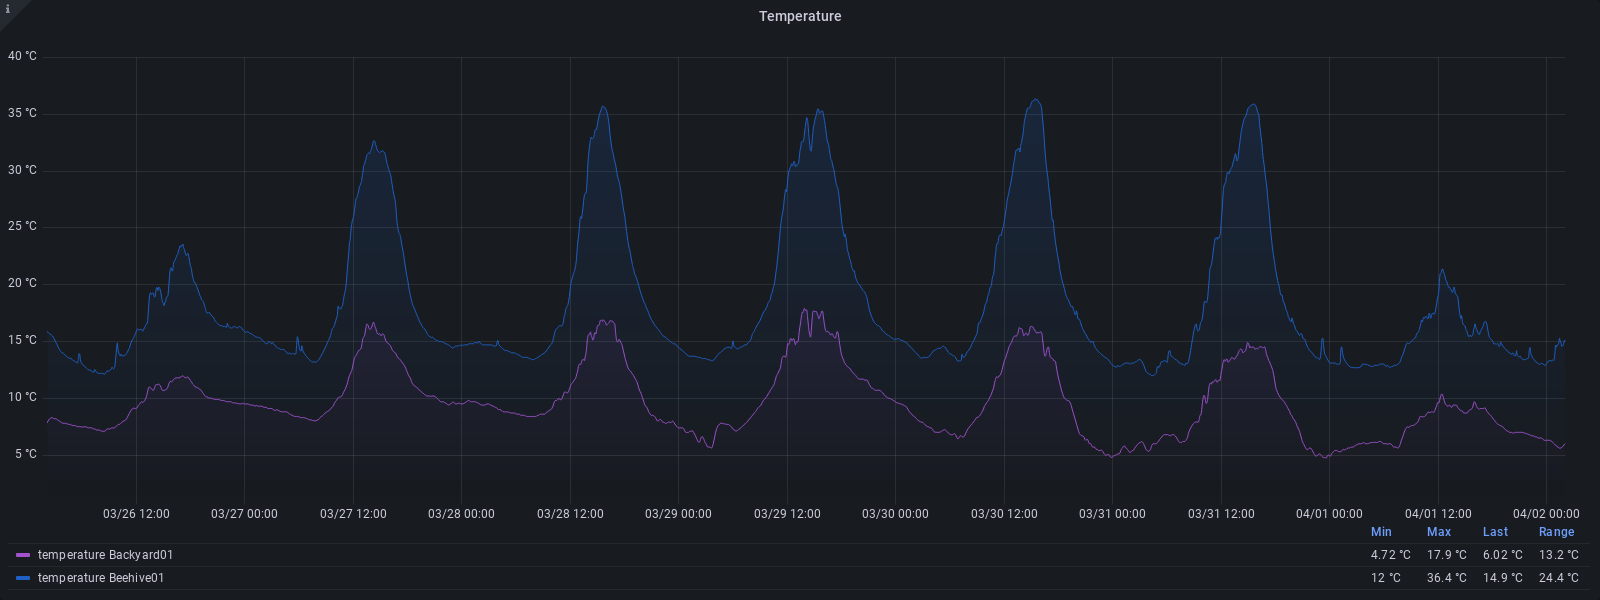 i
Temperature
40 °C
35 °C
30 °C
25 °C
20 °C
15 °C
10 °C
5 °C
03/26 12:00 03/27 00:00 03/27 12:00 03/28 00:00 03/28 12:00 03/29 00:00 03/29 12:00 03/30 00:00 03/30 12:00 03/31 00:00 03/31 12:00 04/01 00:00 04/01 12:00 04/02 00:00
Min Max Last Range
temperature Backyard01 4.72 °C 17.9 °C 6.02 °C 13.2 °C
temperature Beehive01 12 °C 36.4 °C 14.9 °C 24.4 °C